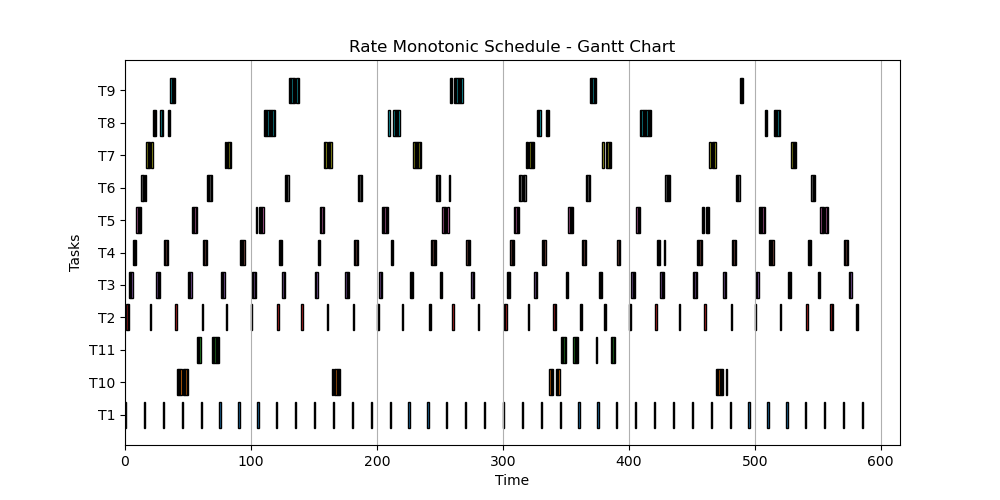 Rate Monotonic Schedule - Gantt Chart
T9
T8
T7
T6
T5
T4
T3
T2
T11
T10
T1
Tasks
0 100 200 300 400 500 600
Time